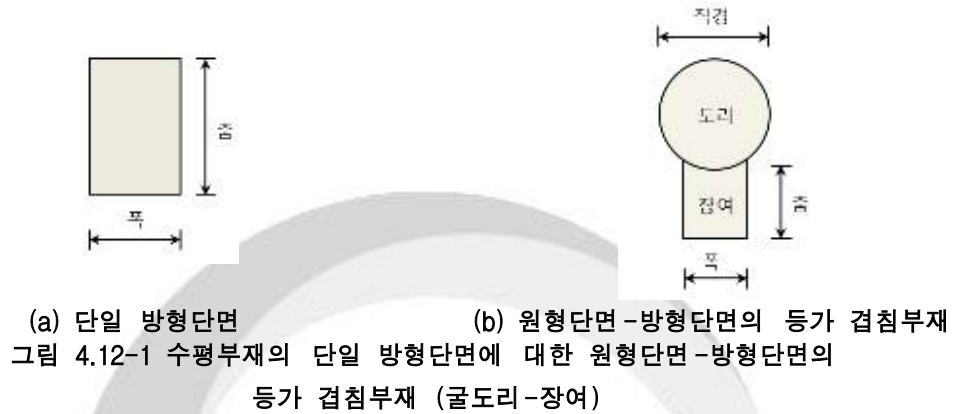 직경
도리
춤
장여
춤
폭
폭
(a) 단일 방형단면
(b) 원형단면-방형단면의 등가 겹침부재
그림 4.12-1 수평부재의 단일 방형단면에 대한 원형단면-방형단면의
등가 겹침부재 (굴도리-장여)